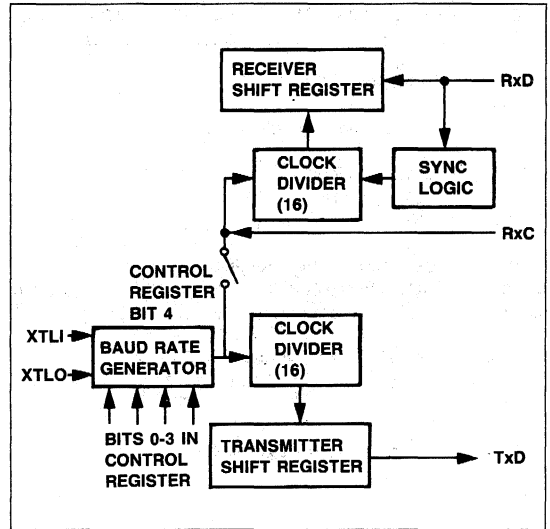 RECEIVER
SHIFT REGISTER
RxD
CLOCK
DIVIDER
(16)
SYNC
LOGIC
RxC
CONTROL
REGISTER
BIT 4
XTLI
XTLO
BAUD RATE
GENERATOR
CLOCK
DIVIDER
(16)
BITS 0-3 IN
CONTROL
REGISTER
TRANSMITTER
SHIFT REGISTER
TxD